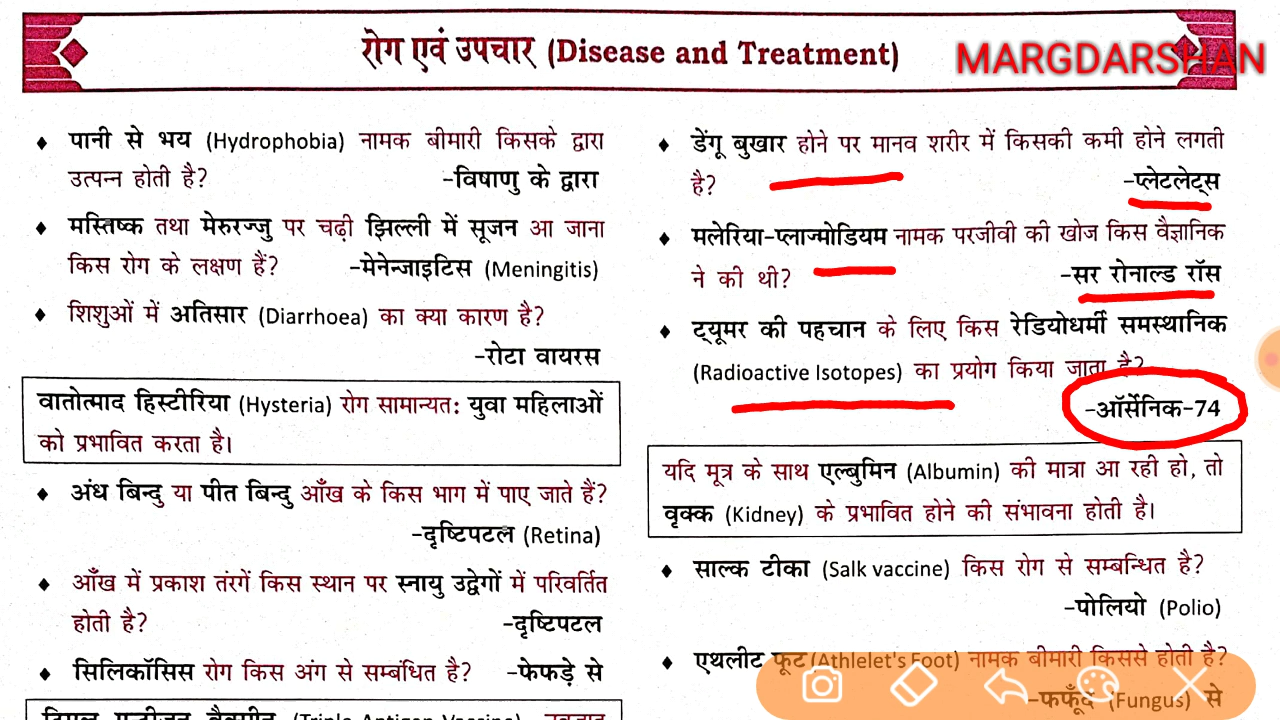 रोग एवं उपचार (Disease and Treatment)
MARGDARSHAN
♦ पानी से भय (Hydrophobia) नामक बीमारी किसके द्वारा
उत्पन्न होती है? -विषाणु के द्वारा
♦ मस्तिष्क तथा मेरुरज्जु पर चढ़ी झिल्ली में सूजन आ जाना
किस रोग के लक्षण हैं? -मेनेन्जाइटिस (Meningitis)
♦ शिशुओं में अतिसार (Diarrhoea) का क्या कारण है?
-रोटा वायरस
वातोत्माद हिस्टीरिया (Hysteria) रोग सामान्यत: युवा महिलाओं
को प्रभावित करता है।
♦ अंध बिन्दु या पीत बिन्दु आँख के किस भाग में पाए जाते हैं?
-दृष्टिपटल (Retina)
♦ आँख में प्रकाश तरंगें किस स्थान पर स्नायु उद्वेगों में परिवर्तित
होती है? -दृष्टिपटल
♦ सिलिकॉसिस रोग किस अंग से सम्बंधित है? -फेफड़े से
(Triple Antigen Vaccine)
♦ डेंगू बुखार होने पर मानव शरीर में किसकी कमी होने लगती
है? -प्लेटलेट्स
♦ मलेरिया-प्लाज्मोडियम नामक परजीवी की खोज किस वैज्ञानिक
ने की थी? -सर रोनाल्ड रॉस
♦ ट्यूमर की पहचान के लिए किस रेडियोधर्मी समस्थानिक
(Radioactive Isotopes) का प्रयोग किया जाता है?
-ऑर्सेनिक-74
यदि मूत्र के साथ एल्बुमिन (Albumin) की मात्रा आ रही हो, तो
वृक्क (Kidney) के प्रभावित होने की संभावना होती है।
♦ साल्क टीका (Salk vaccine) किस रोग से सम्बन्धित है?
-पोलियो (Polio)
♦ एथलीट फूट (Athlelet's Foot) नामक बीमारी किससे होती है?
-फफूँद (Fungus) से